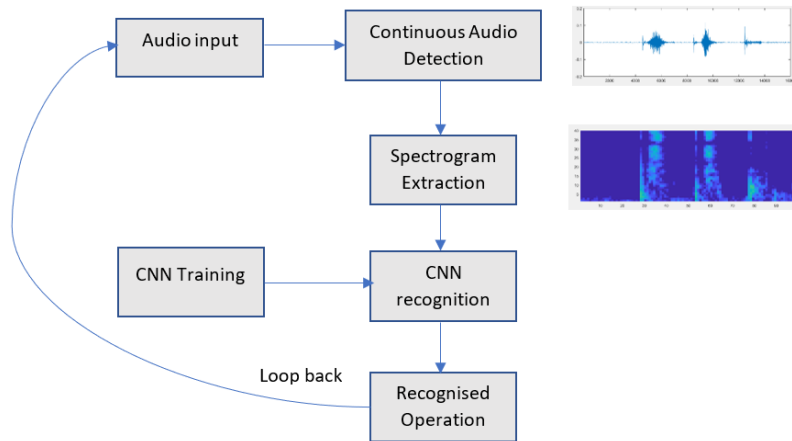 Audio input
Continuous Audio
Detection
Spectrogram
Extraction
CNN Training
CNN
recognition
Loop back
Recognised
Operation